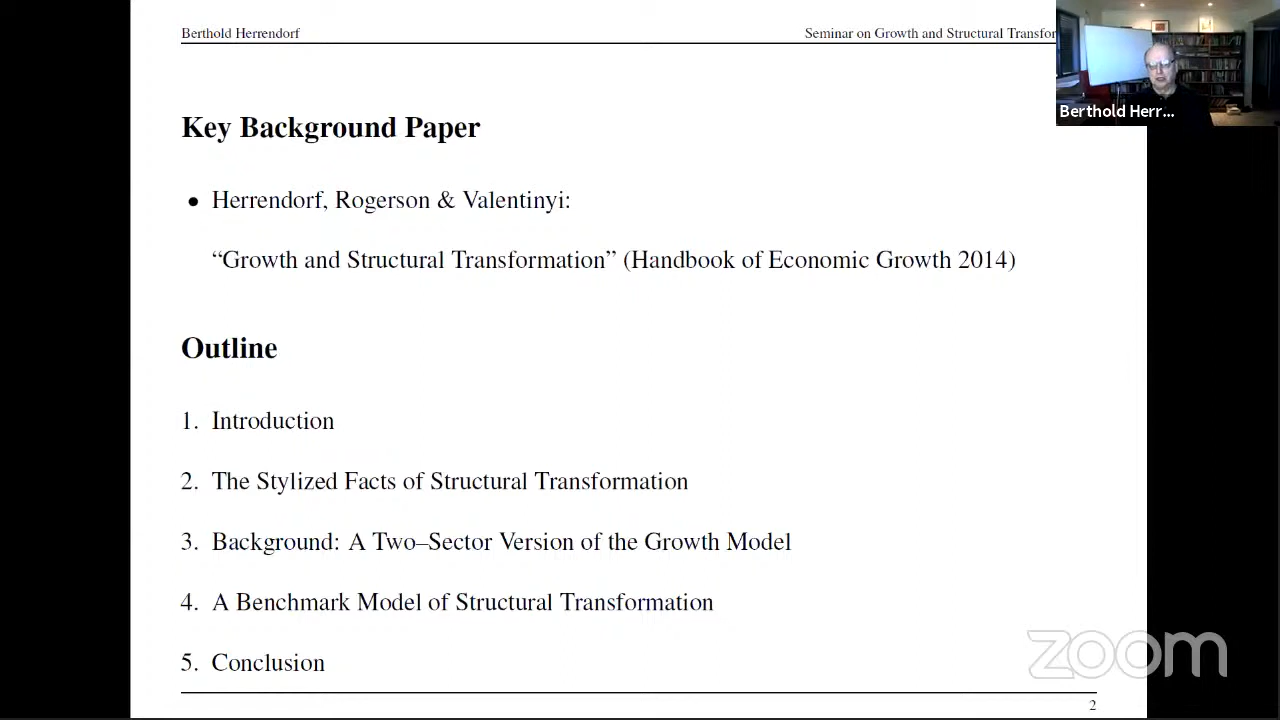 Berthold Herrendorf
Seminar on Growth and Structural Transfor
Berthold Herr...
Key Background Paper
• Herrendorf, Rogerson & Valentinyi:
“Growth and Structural Transformation” (Handbook of Economic Growth 2014)
Outline
1. Introduction
2. The Stylized Facts of Structural Transformation
3. Background: A Two–Sector Version of the Growth Model
4. A Benchmark Model of Structural Transformation
5. Conclusion
zoom
2